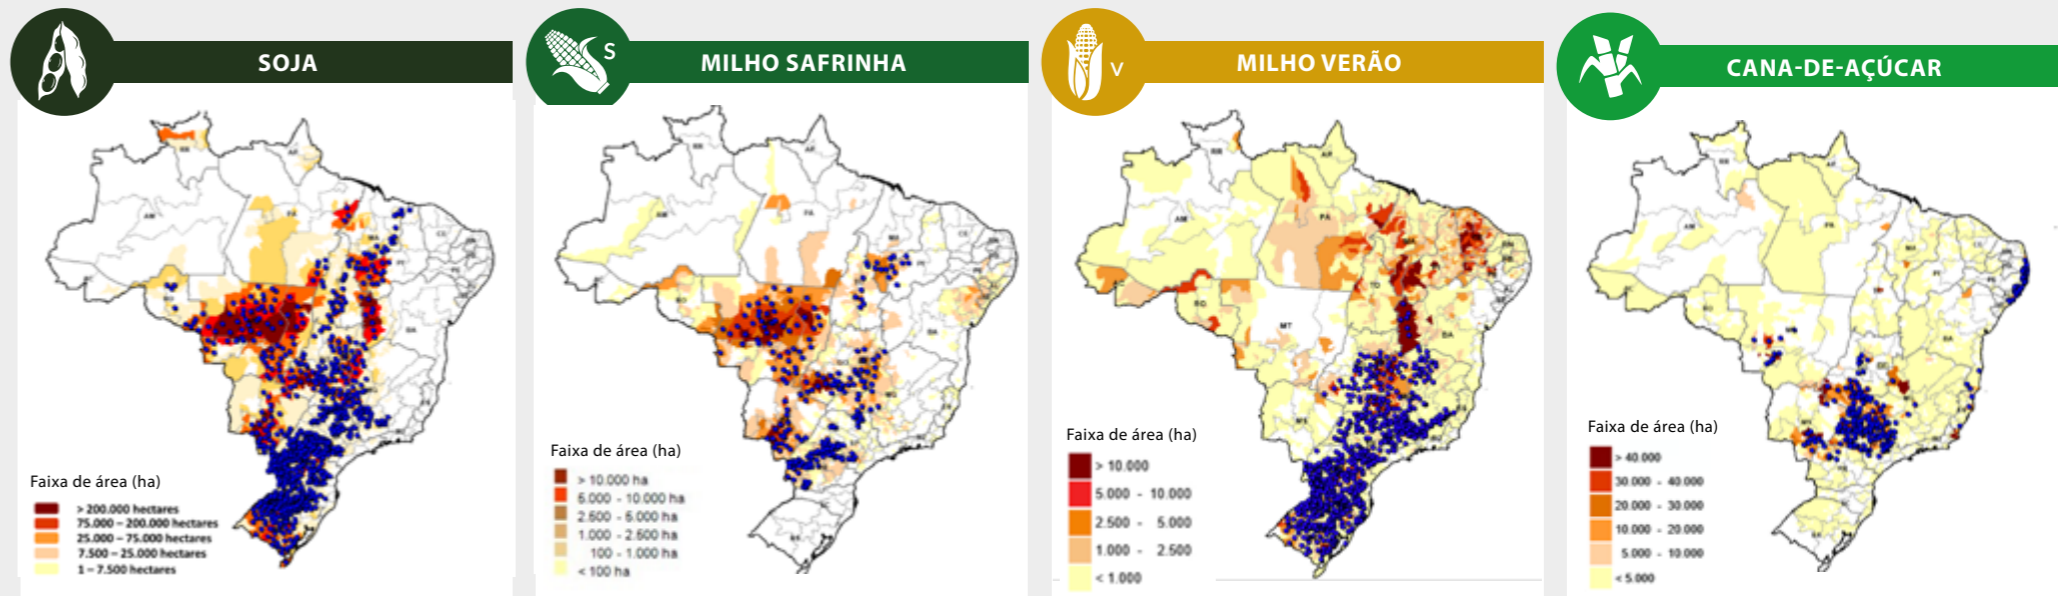 SOJA
Faixa de área (ha)
> 200.000 hectares
75.000 – 200.000 hectares
25.000 – 75.000 hectares
7.500 – 25.000 hectares
1 – 7.500 hectares
S
MILHO SAFRINHA
Faixa de área (ha)
> 10.000 ha
5.000 - 10.000 ha
2.500 - 5.000 ha
1.000 - 2.500 ha
100 - 1.000 ha
< 100 ha
V
MILHO VERÃO
Faixa de área (ha)
> 10.000
5.000 - 10.000
2.500 - 5.000
1.000 - 2.500
< 1.000
CANA-DE-AÇÚCAR
Faixa de área (ha)
> 40.000
30.000 - 40.000
20.000 - 30.000
10.000 - 20.000
5.000 - 10.000
< 5.000